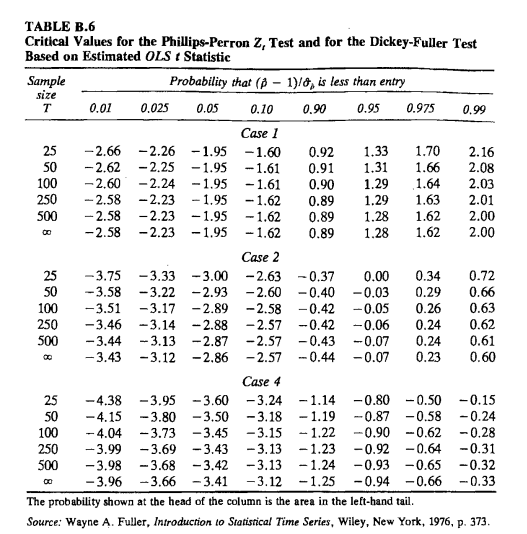 TABLE B.6
Critical Values for the Phillips-Perron Zt Test and for the Dickey-Fuller Test
Based on Estimated OLS t Statistic
Sample size T Probability that (ρ̂ − 1)/σ̂ρ̂ is less than entry
0.01 0.025 0.05 0.10 0.90 0.95 0.975 0.99
Case 1
25 −2.66 −2.26 −1.95 −1.60 0.92 1.33 1.70 2.16
50 −2.62 −2.25 −1.95 −1.61 0.91 1.31 1.66 2.08
100 −2.60 −2.24 −1.95 −1.61 0.90 1.29 1.64 2.03
250 −2.58 −2.23 −1.95 −1.62 0.89 1.29 1.63 2.01
500 −2.58 −2.23 −1.95 −1.62 0.89 1.28 1.62 2.00
∞ −2.58 −2.23 −1.95 −1.62 0.89 1.28 1.62 2.00
Case 2
25 −3.75 −3.33 −3.00 −2.63 −0.37 0.00 0.34 0.72
50 −3.58 −3.22 −2.93 −2.60 −0.40 −0.03 0.29 0.66
100 −3.51 −3.17 −2.89 −2.58 −0.42 −0.05 0.26 0.63
250 −3.46 −3.14 −2.88 −2.57 −0.42 −0.06 0.24 0.62
500 −3.44 −3.13 −2.87 −2.57 −0.43 −0.07 0.24 0.61
∞ −3.43 −3.12 −2.86 −2.57 −0.44 −0.07 0.23 0.60
Case 4
25 −4.38 −3.95 −3.60 −3.24 −1.14 −0.80 −0.50 −0.15
50 −4.15 −3.80 −3.50 −3.18 −1.19 −0.87 −0.58 −0.24
100 −4.04 −3.73 −3.45 −3.15 −1.22 −0.90 −0.62 −0.28
250 −3.99 −3.69 −3.43 −3.13 −1.23 −0.92 −0.64 −0.31
500 −3.98 −3.68 −3.42 −3.13 −1.24 −0.93 −0.65 −0.32
∞ −3.96 −3.66 −3.41 −3.12 −1.25 −0.94 −0.66 −0.33
The probability shown at the head of the column is the area in the left-hand tail.
Source: Wayne A. Fuller, Introduction to Statistical Time Series, Wiley, New York, 1976, p. 373.